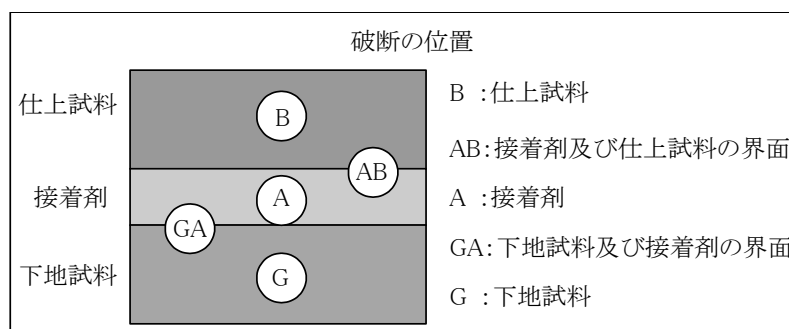 破断の位置
仕上試料
接着剤
下地試料
B
AB
A
GA
G
B :仕上試料
AB:接着剤及び仕上試料の界面
A :接着剤
GA:下地試料及び接着剤の界面
G :下地試料